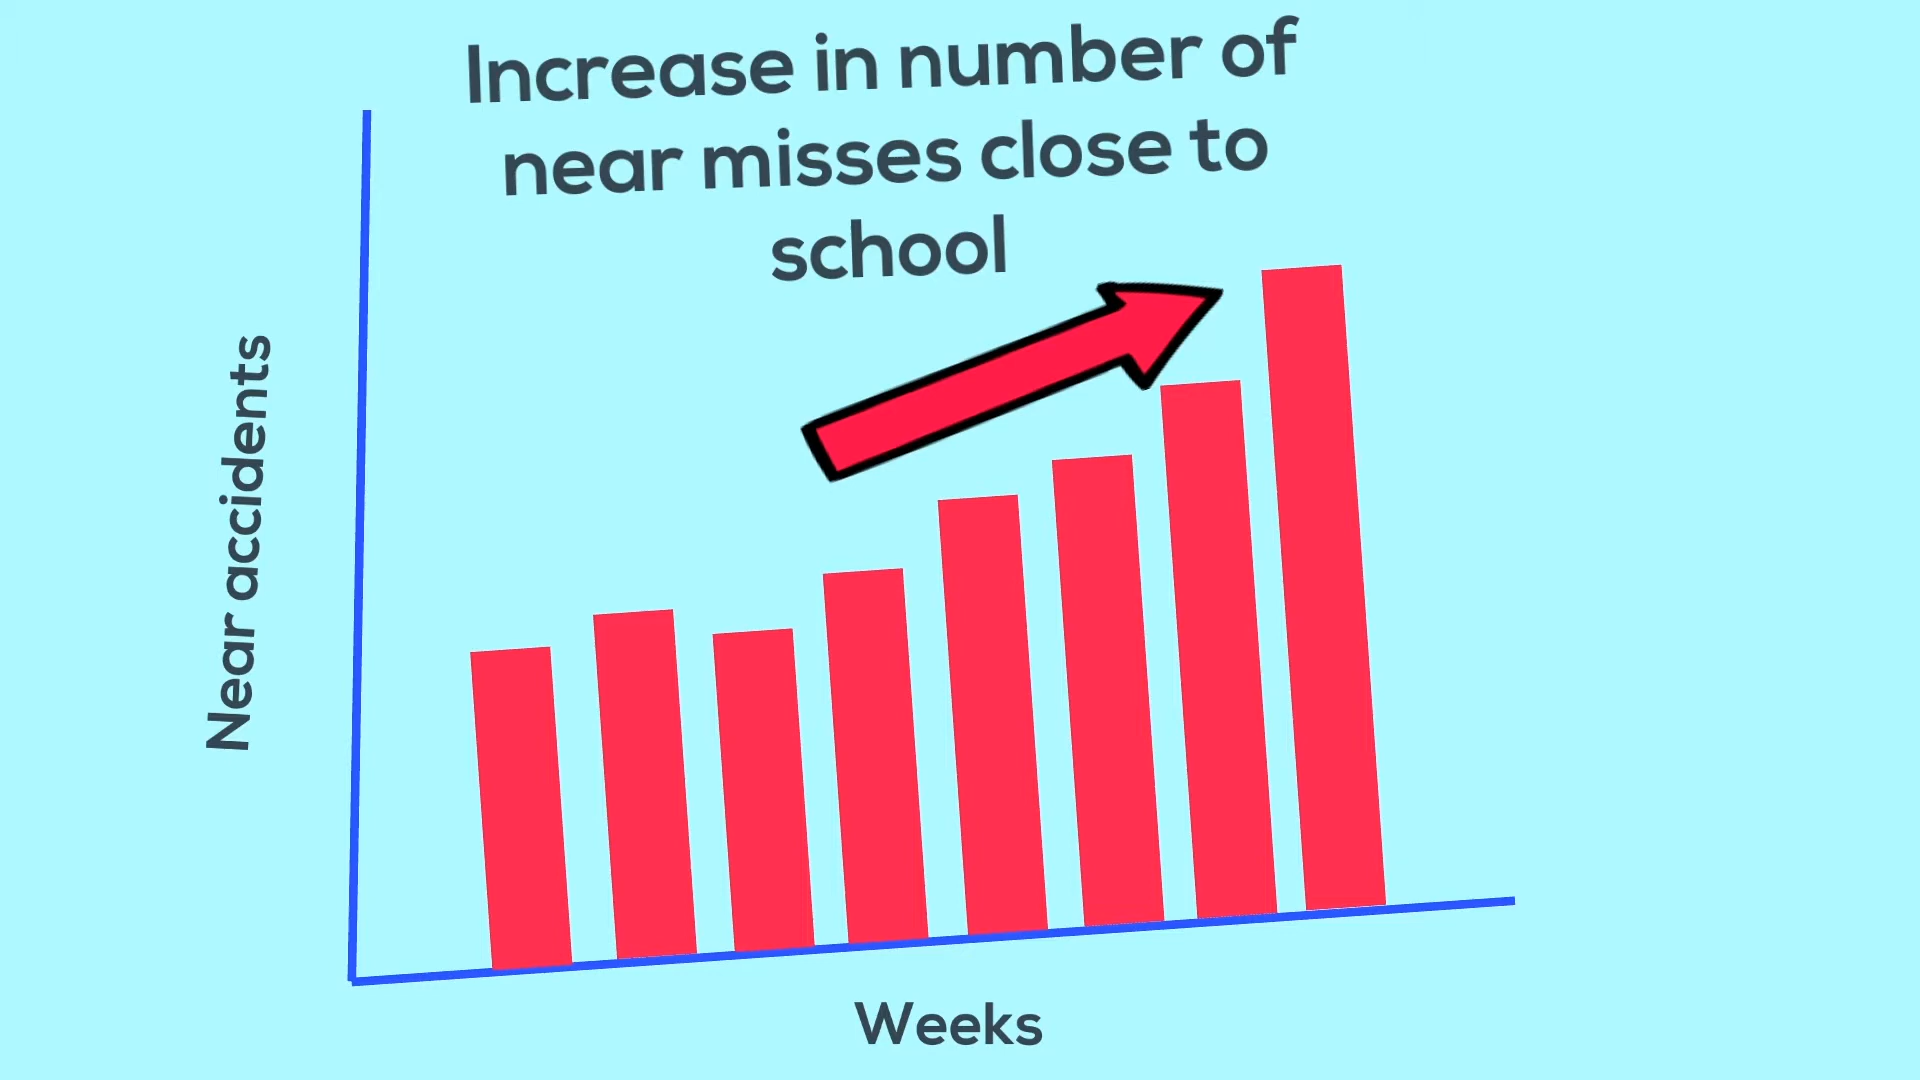 Increase in number of
near misses close to
school
Near accidents
Weeks